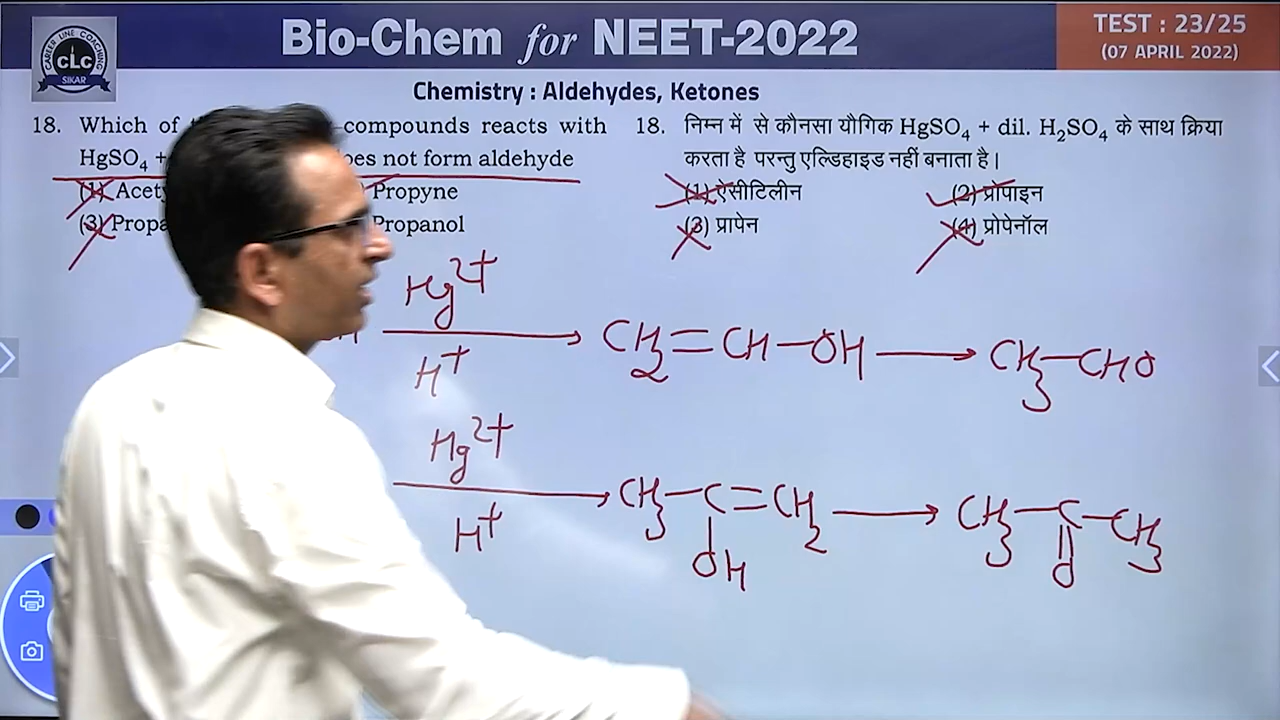 Bio-Chem for NEET-2022
TEST : 23/25
(07 APRIL 2022)
CAREER LINE COACHING
CLC
SIKAR
Chemistry : Aldehydes, Ketones
18. Which of compounds reacts with
HgSO₄ + not form aldehyde
(1) (2) Propyne
(3) Propanol
18. निम्न में से कौनसा यौगिक HgSO₄ + dil. H₂SO₄ के साथ क्रिया
करता है परन्तु एल्डिहाइड नहीं बनाता है।
(1) ऐसीटिलीन (2) प्रोपाइन
(3) प्रापेन (4) प्रोपेनॉल
Hg²⁺
H⁺
CH₂=CH–OH → CH₃–CHO
Hg²⁺
H⁺
CH₃–C=CH₂ → CH₃–C–CH₃
OH O